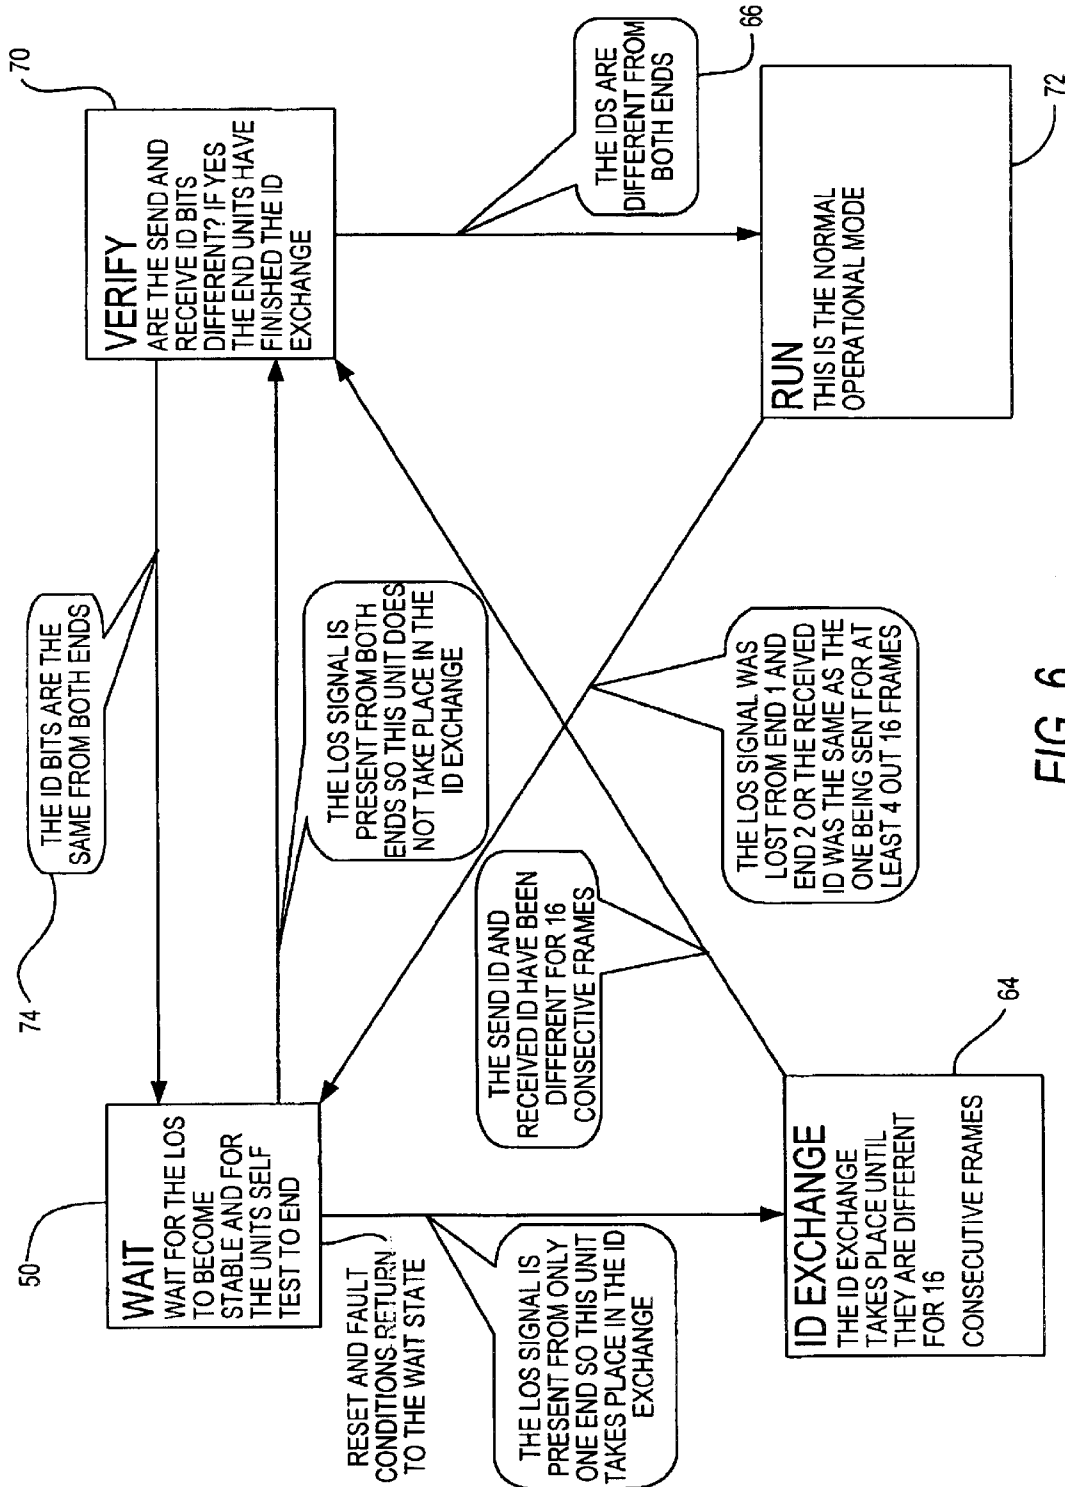 50
WAIT
WAIT FOR THE LOS
TO BECOME
STABLE AND FOR
THE UNITS SELF
TEST TO END
74
THE ID BITS ARE THE
SAME FROM BOTH ENDS
70
VERIFY
ARE THE SEND AND
RECEIVE ID BITS
DIFFERENT? IF YES
THE END UNITS HAVE
FINISHED THE ID
EXCHANGE
THE LOS SIGNAL IS
PRESENT FROM BOTH
ENDS SO THIS UNIT DOES
NOT TAKE PLACE IN THE
ID EXCHANGE
RESET AND FAULT
CONDITIONS RETURN
TO THE WAIT STATE
THE LOS SIGNAL IS
PRESENT FROM ONLY
ONE END SO THIS UNIT
TAKES PLACE IN THE ID
EXCHANGE
THE SEND ID AND
RECEIVED ID HAVE BEEN
DIFFERENT FOR 16
CONSECTIVE FRAMES
THE LOS SIGNAL WAS
LOST FROM END 1 AND
END 2 OR THE RECEIVED
ID WAS THE SAME AS THE
ONE BEING SENT FOR AT
LEAST 4 OUT 16 FRAMES
THE IDS ARE
DIFFERENT FROM
BOTH ENDS
66
ID EXCHANGE
THE ID EXCHANGE
TAKES PLACE UNTIL
THEY ARE DIFFERENT
FOR 16
CONSECUTIVE FRAMES
64
RUN
THIS IS THE NORMAL
OPERATIONAL MODE
72
FIG. 6